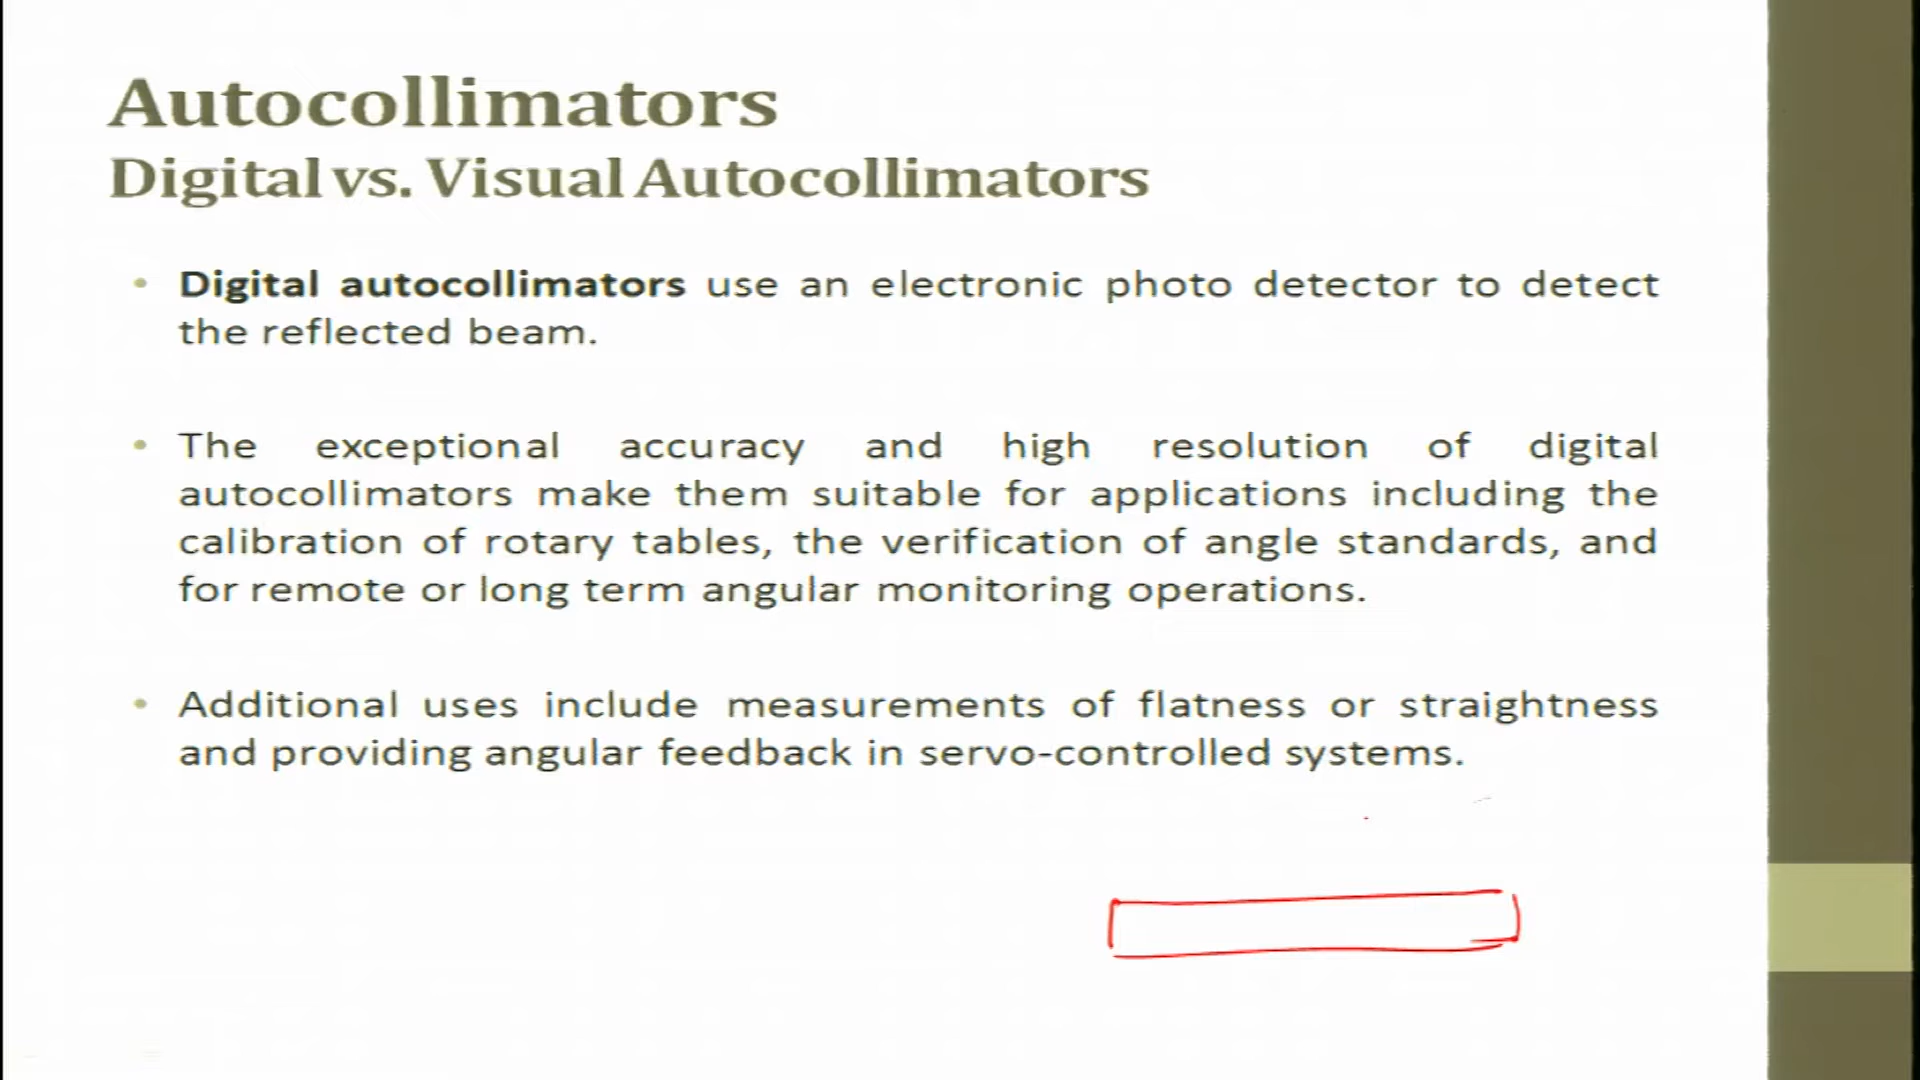 Autocollimators
Digital vs. Visual Autocollimators
• Digital autocollimators use an electronic photo detector to detect
the reflected beam.
• The exceptional accuracy and high resolution of digital
autocollimators make them suitable for applications including the
calibration of rotary tables, the verification of angle standards, and
for remote or long term angular monitoring operations.
• Additional uses include measurements of flatness or straightness
and providing angular feedback in servo-controlled systems.